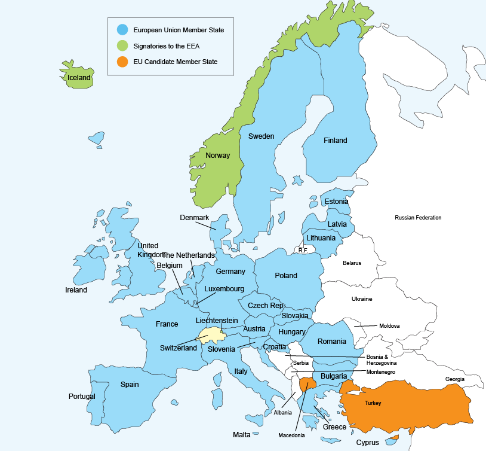 European Union Member State
Signatories to the EEA
EU Candidate Member State
Iceland
Sweden
Finland
Norway
Estonia
Denmark
Latvia
Russian Federation
Lithuania
R F
United
Kingdom
The Netherlands
Belgium
Belarus
Germany
Poland
Ireland
Luxembourg
Ukraine
Czech Rep
Slovakia
Liechtenstein
France
Austria
Moldova
Hungary
Switzerland
Slovenia
Croatia
Romania
Bosnia &
Herzegovina
Serbia
Italy
Montenegro
Bulgaria
Georgia
Spain
Portugal
Turkey
Albania
Macedonia
Greece
Malta
Cyprus